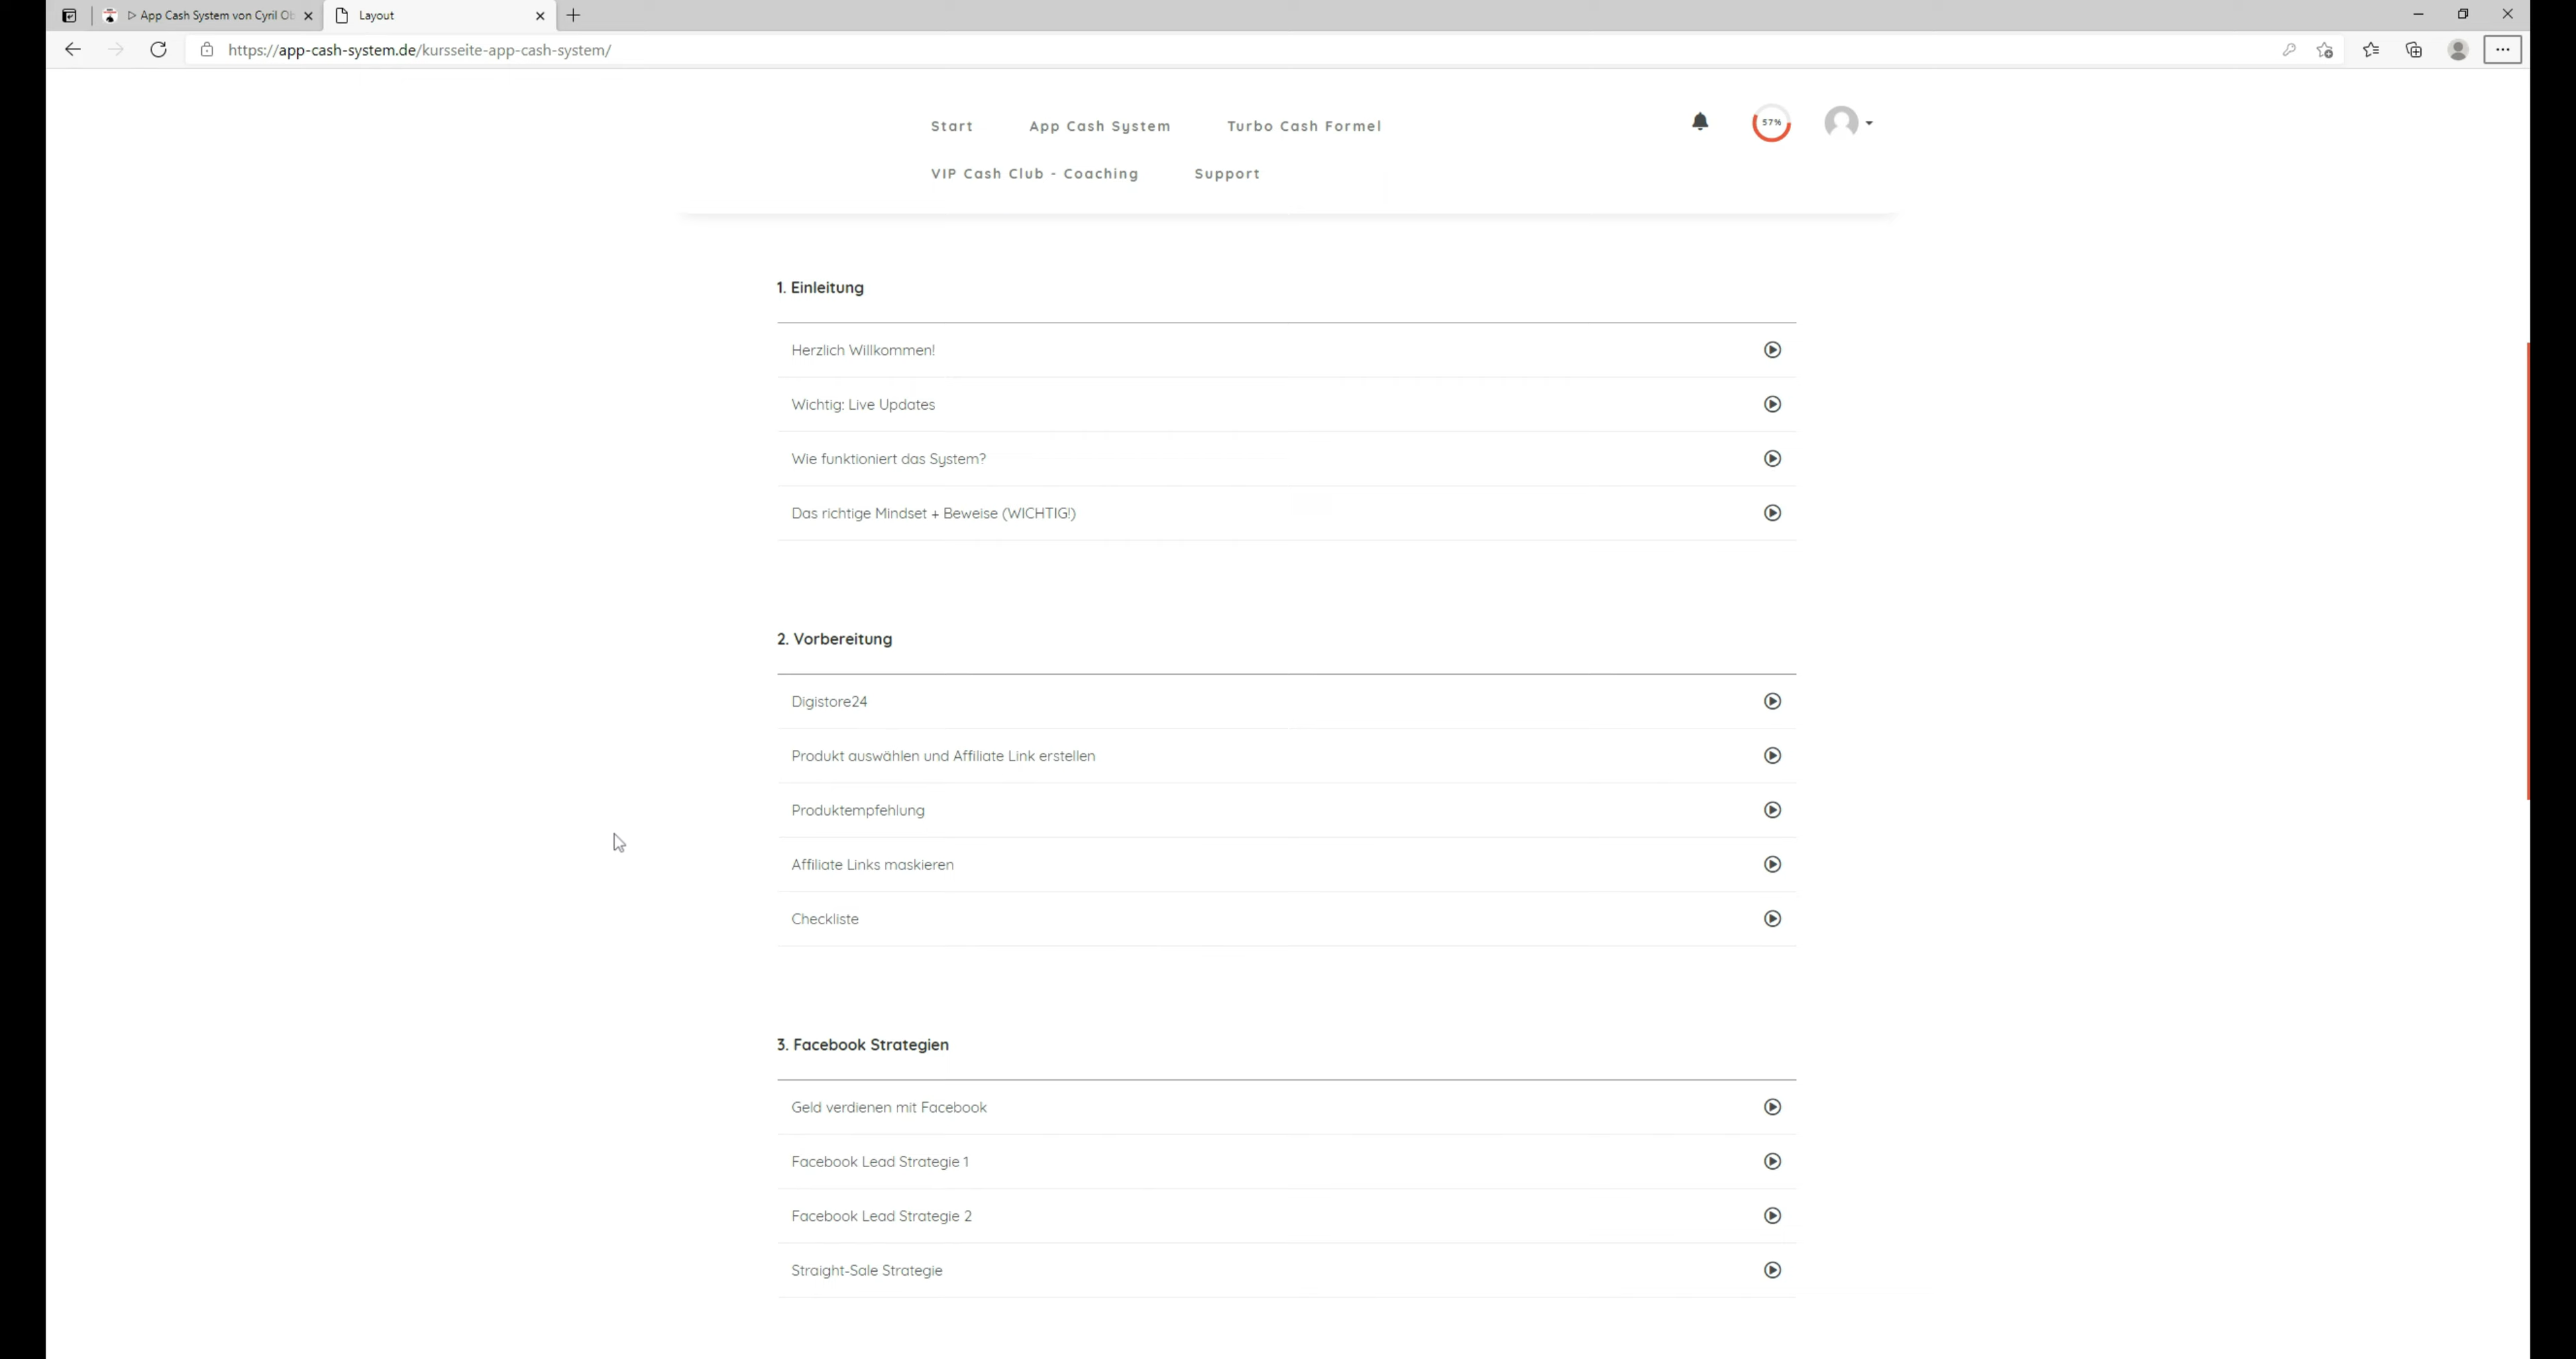 ▷ App Cash System von Cyril Ob
Layout
https://app-cash-system.de/kursseite-app-cash-system/
Start App Cash System Turbo Cash Formel
57%
VIP Cash Club - Coaching Support
1. Einleitung
Herzlich Willkommen!
Wichtig: Live Updates
Wie funktioniert das System?
Das richtige Mindset + Beweise (WICHTIG!)
2. Vorbereitung
Digistore24
Produkt auswählen und Affiliate Link erstellen
Produktempfehlung
Affiliate Links maskieren
Checkliste
3. Facebook Strategien
Geld verdienen mit Facebook
Facebook Lead Strategie 1
Facebook Lead Strategie 2
Straight-Sale Strategie